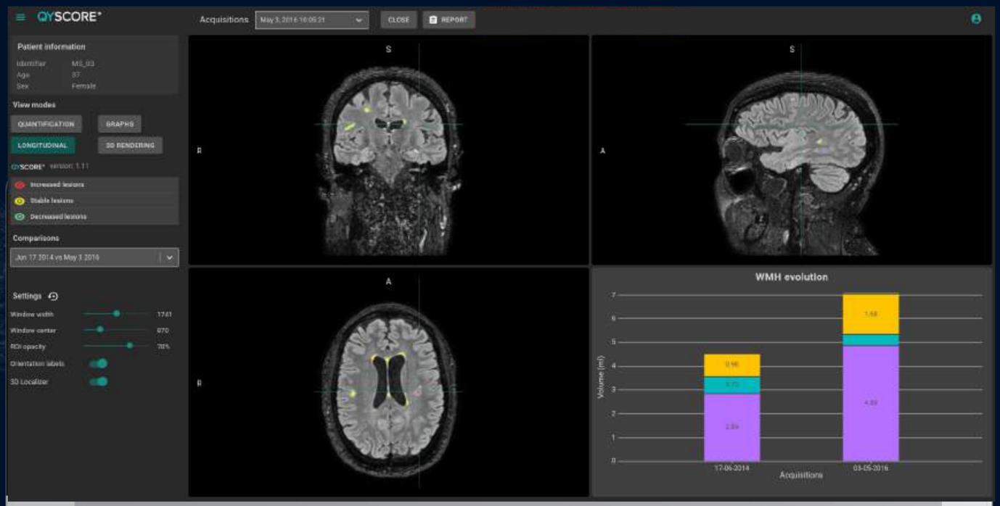 QYSCORE®
Acquisitions
May 3, 2016 10:05:21
CLOSE
REPORT
Patient information
Identifier MS_03
Age 37
Sex Female
View modes
QUANTIFICATION
GRAPHS
LONGITUDINAL
3D RENDERING
QYSCORE® version: 1.11
Increased lesions
Stable lesions
Decreased lesions
Comparisons
Jun 17 2014 vs May 3 2016
Settings
Window width 1741
Window center 870
ROI opacity 70%
Orientation labels
3D Localizer
S
R
S
A
A
R
WMH evolution
Volume (ml)
7
6
5
4
3
2
1
0
0.96
2.84
1.68
17-06-2014
03-05-2016
Acquisitions